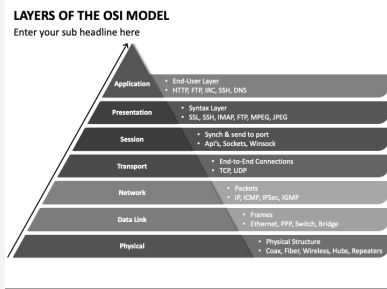 LAYERS OF THE OSI MODEL
Enter your sub headline here
Application
• End-User Layer
• HTTP, FTP, IRC, SSH, DNS
Presentation
• Syntax Layer
• SSL, SSH, IMAP, FTP, MPEG, JPEG
Session
• Synch & send to port
• Api's, Sockets, Winsock
Transport
• End-to-End Connections
• TCP, UDP
Network
• Packets
• IP, ICMP, IPSec, IGMP
Data Link
• Frames
• Ethernet, PPP, Switch, Bridge
Physical
• Physical Structure
• Coax, Fiber, Wireless, Hubs, Repeaters